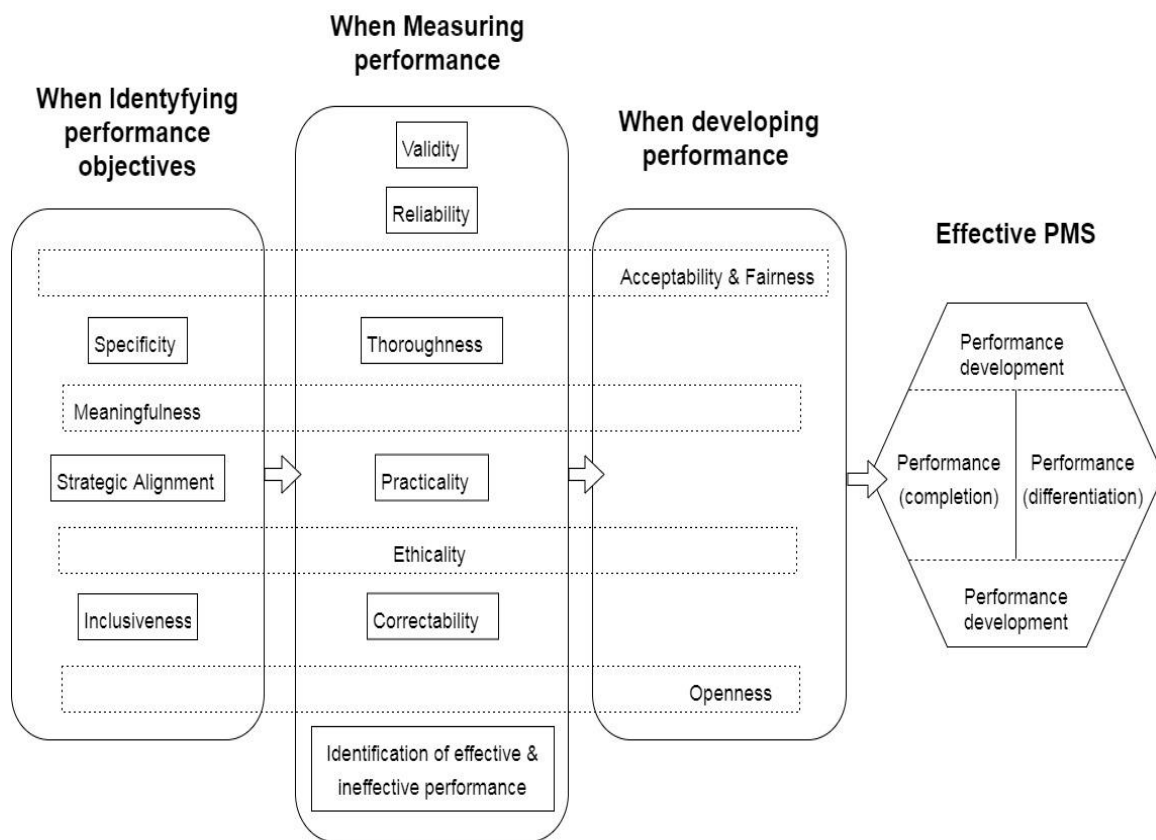 When Identyfying
performance
objectives
When Measuring
performance
When developing
performance
Effective PMS
Validity
Reliability
Acceptability & Fairness
Specificity
Thoroughness
Meaningfulness
Strategic Alignment
Practicality
Ethicality
Inclusiveness
Correctability
Openness
Identification of effective &
ineffective performance
Performance
development
Performance
(completion)
Performance
(differentiation)
Performance
development